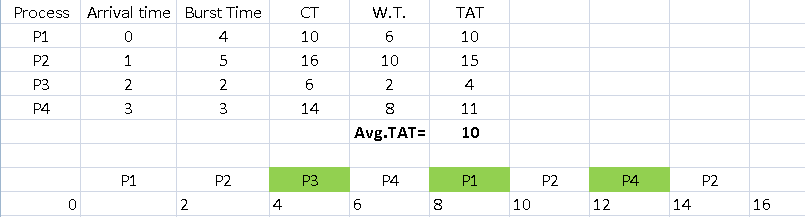 Process Arrival time Burst Time CT W.T. TAT
P1 0 4 10 6 10
P2 1 5 16 10 15
P3 2 2 6 2 4
P4 3 3 14 8 11
Avg.TAT= 10
P1 P2 P3 P4 P1 P2 P4 P2
0 2 4 6 8 10 12 14 16